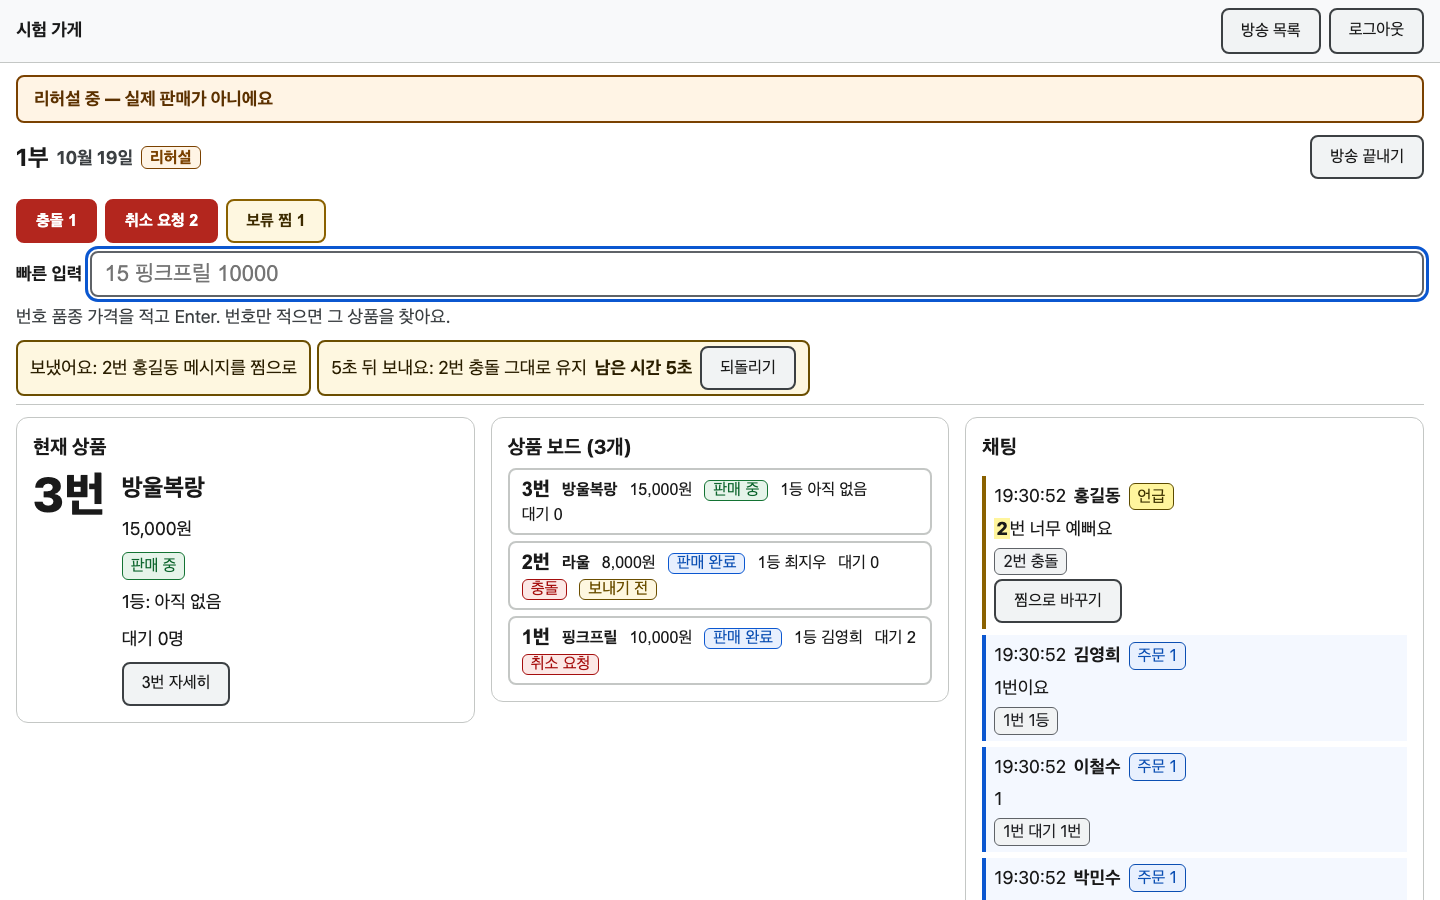 시험 가게
방송 목록
로그아웃
리허설 중 — 실제 판매가 아니에요
1부 10월 19일 리허설
방송 끝내기
충돌 1
취소 요청 2
보류 찜 1
빠른 입력
15 핑크프릴 10000
번호 품종 가격을 적고 Enter. 번호만 적으면 그 상품을 찾아요.
보냈어요: 2번 홍길동 메시지를 찜으로
5초 뒤 보내요: 2번 충돌 그대로 유지 남은 시간 5초 되돌리기
현재 상품
3번 방울복랑
15,000원
판매 중
1등: 아직 없음
대기 0명
3번 자세히
상품 보드 (3개)
3번 방울복랑 15,000원 판매 중 1등 아직 없음
대기 0
2번 라울 8,000원 판매 완료 1등 최지우 대기 0
충돌 보내기 전
1번 핑크프릴 10,000원 판매 완료 1등 김영희 대기 2
취소 요청
채팅
19:30:52 홍길동 언급
2번 너무 예뻐요
2번 충돌
찜으로 바꾸기
19:30:52 김영희 주문 1
1번이요
1번 1등
19:30:52 이철수 주문 1
1
1번 대기 1번
19:30:52 박민수 주문 1